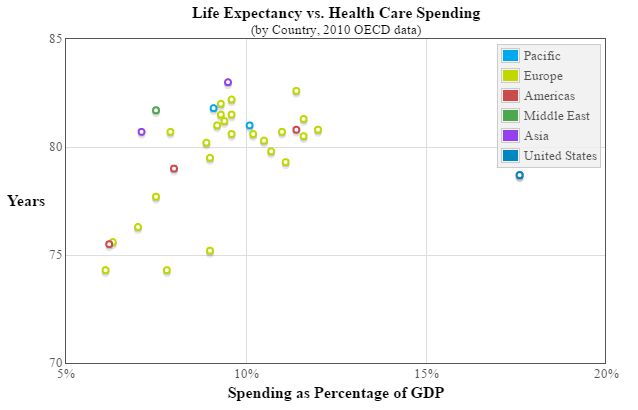 Life Expectancy vs. Health Care Spending
(by Country, 2010 OECD data)
85
80
75
70
Years
Pacific
Europe
Americas
Middle East
Asia
United States
5%
10%
15%
20%
Spending as Percentage of GDP